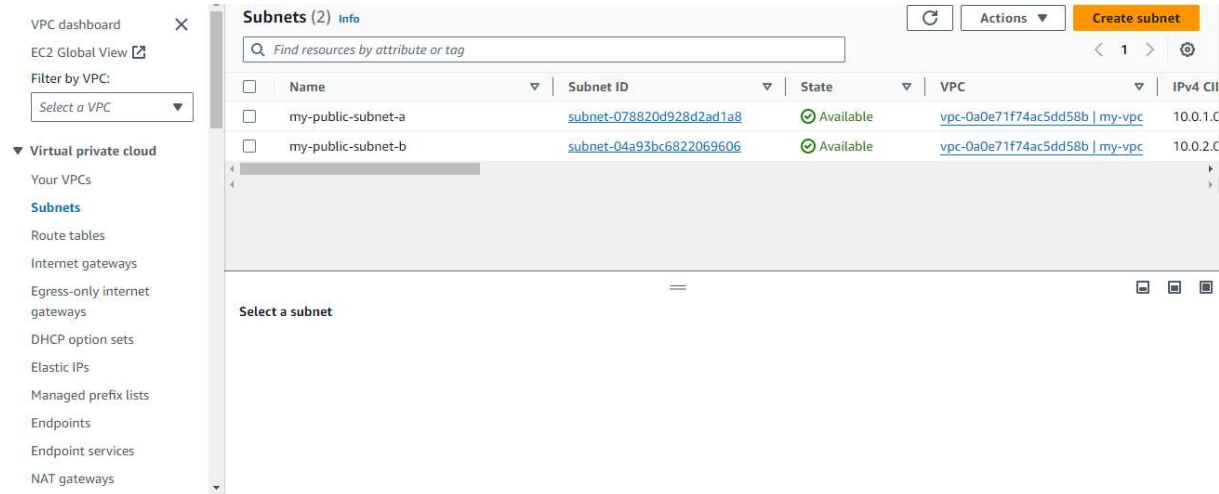 VPC dashboard
EC2 Global View
Filter by VPC:
Select a VPC
Virtual private cloud
Your VPCs
Subnets
Route tables
Internet gateways
Egress-only internet
gateways
DHCP option sets
Elastic IPs
Managed prefix lists
Endpoints
Endpoint services
NAT gateways
Subnets (2) Info
Actions
Create subnet
Find resources by attribute or tag
1
Name Subnet ID State VPC IPv4 CI
my-public-subnet-a subnet-078820d928d2ad1a8 Available vpc-0a0e71f74ac5dd58b | my-vpc 10.0.1.0
my-public-subnet-b subnet-04a93bc6822069606 Available vpc-0a0e71f74ac5dd58b | my-vpc 10.0.2.0
Select a subnet